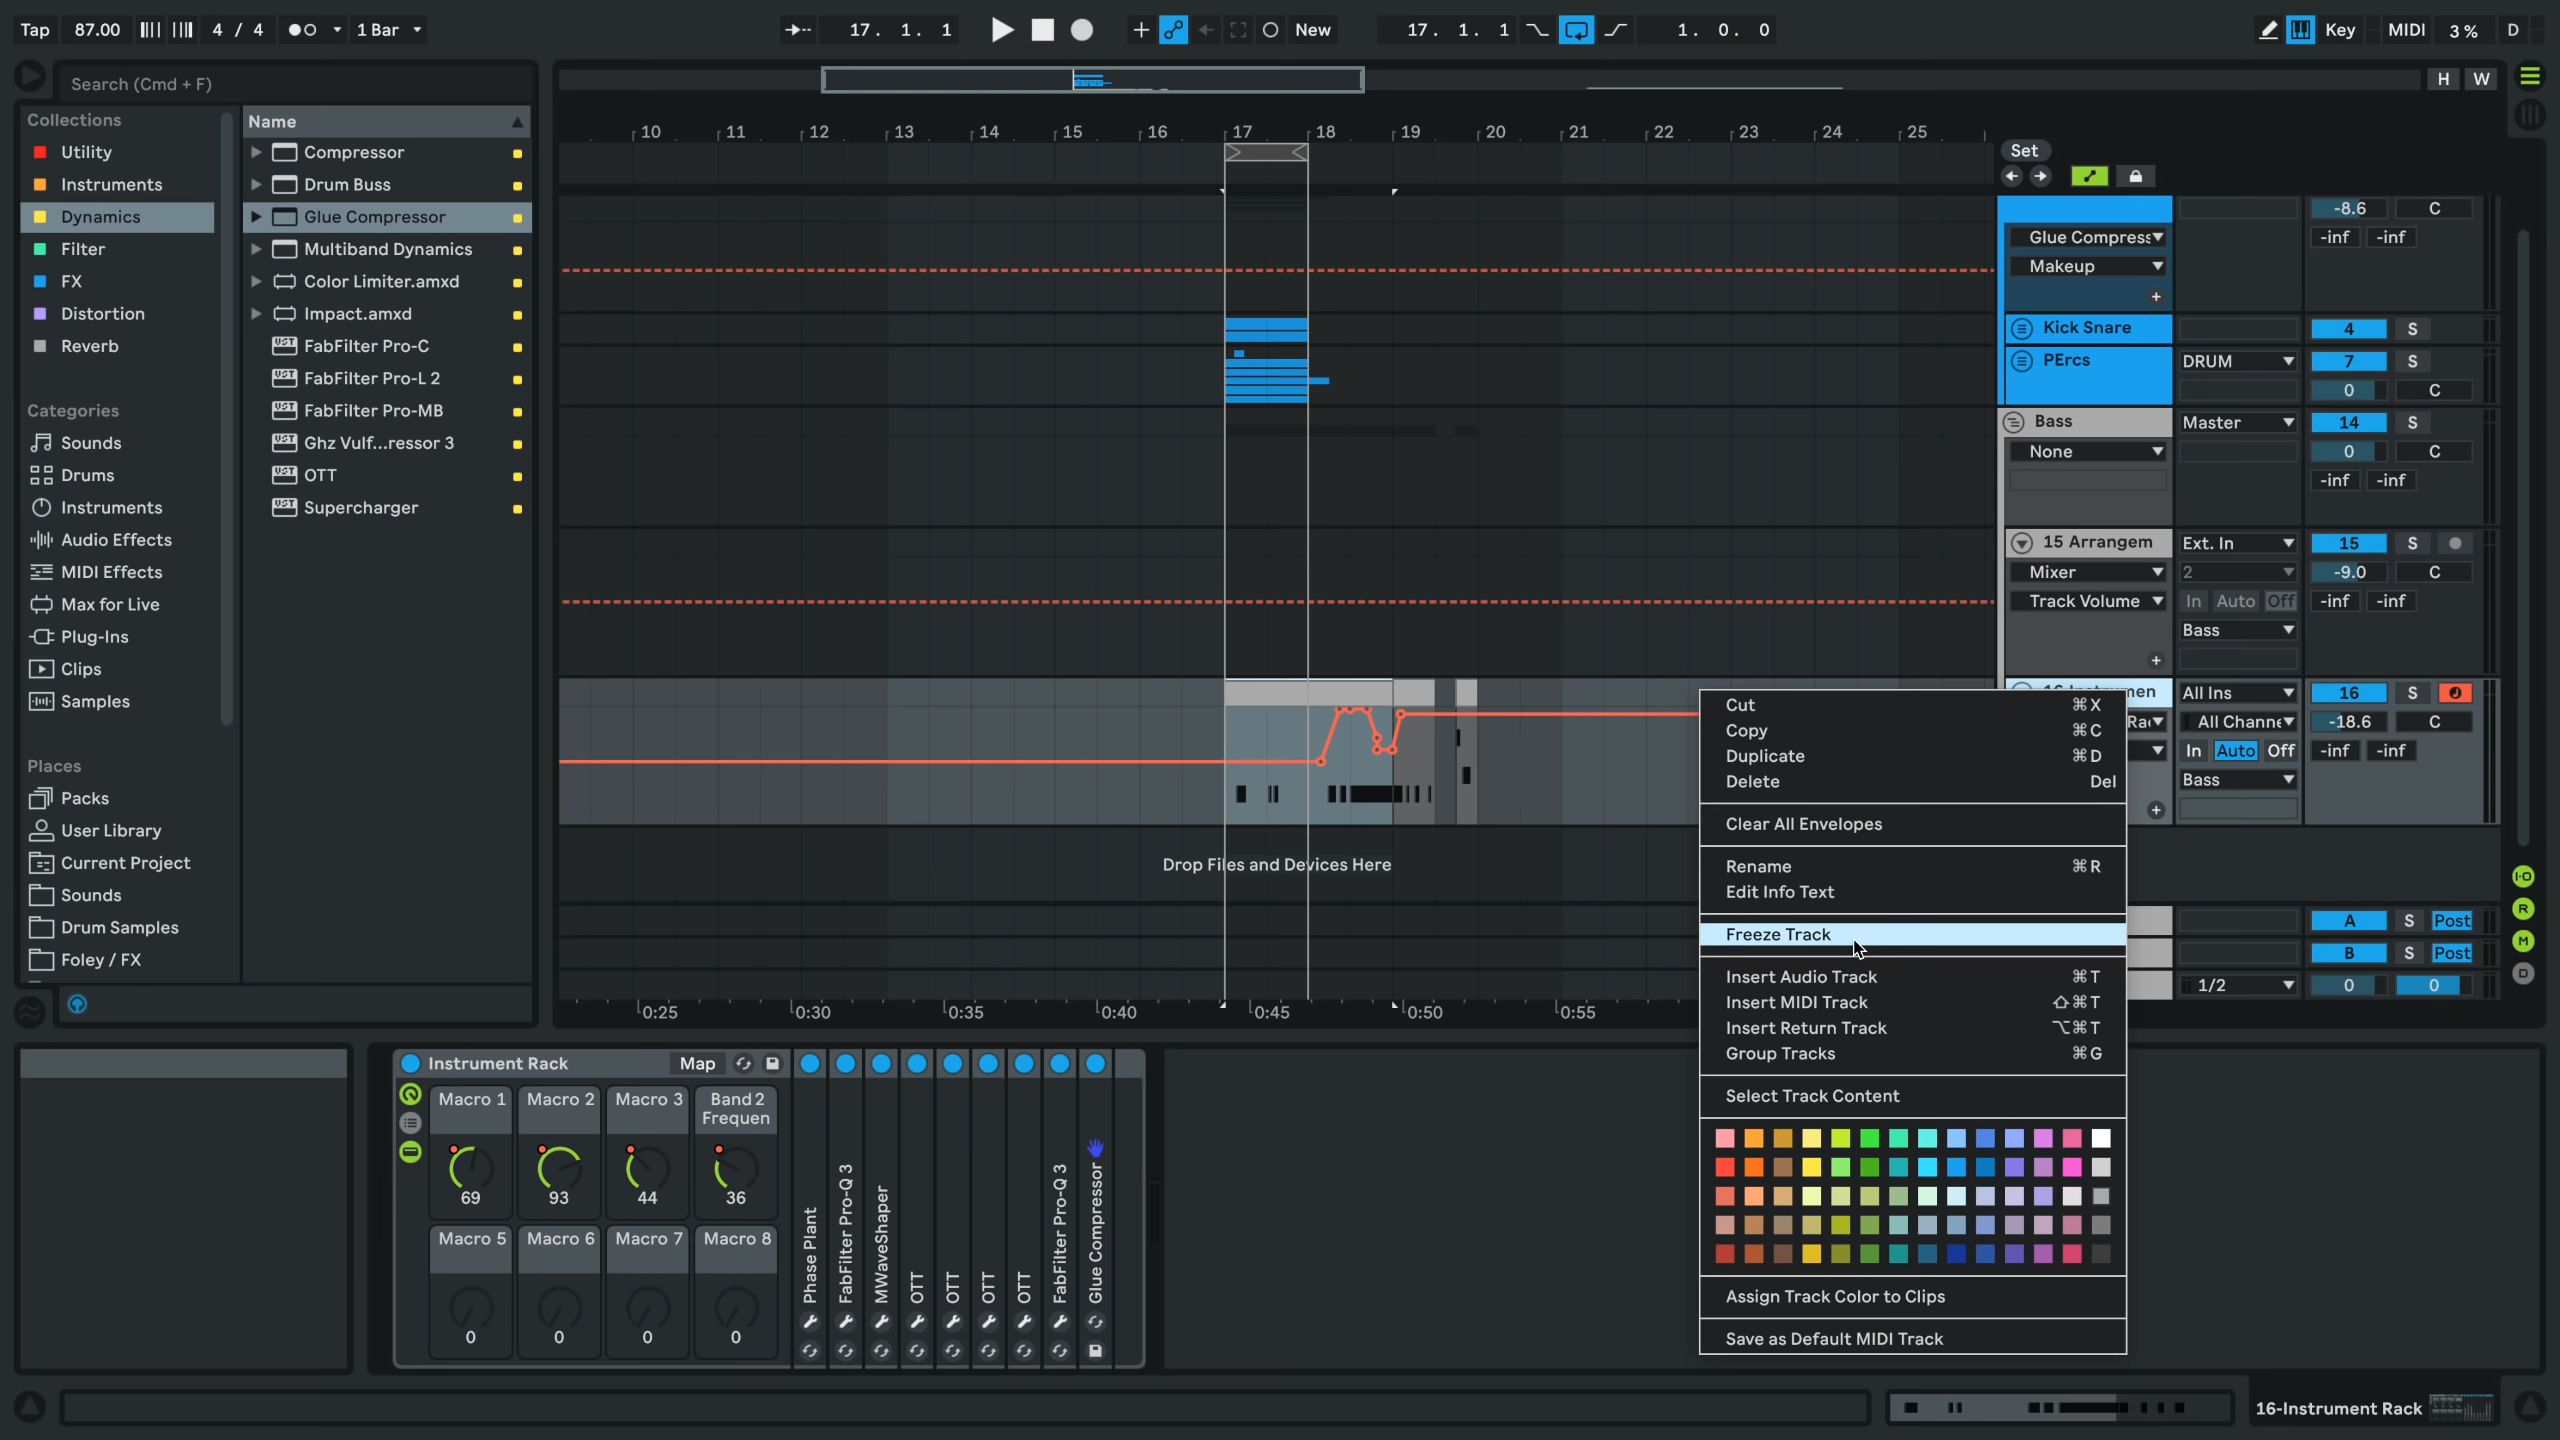 Tap 87.00 4 / 4 1 Bar 17. 1. 1 New 17. 1. 1 1. 0. 0 Key MIDI 3 % D
Search (Cmd + F)
H W
Collections
Utility
Instruments
Dynamics
Filter
FX
Distortion
Reverb
Categories
Sounds
Drums
Instruments
Audio Effects
MIDI Effects
Max for Live
Plug-Ins
Clips
Samples
Places
Packs
User Library
Current Project
Sounds
Drum Samples
Foley / FX
Name
Compressor
Drum Buss
Glue Compressor
Multiband Dynamics
Color Limiter.amxd
Impact.amxd
FabFilter Pro-C
FabFilter Pro-L 2
FabFilter Pro-MB
Ghz Vulf...ressor 3
OTT
Supercharger
10 11 12 13 14 15 16 17 18 19 20 21 22 23 24 25
Set
-8.6 C
Glue Compress -inf -inf
Makeup
Kick Snare 4 S
PErcs DRUM 7 S
0 C
Bass Master 14 S
None 0 C
-inf -inf
15 Arrangem Ext. In 15 S
Mixer 2 -9.0 C
Track Volume In Auto Off -inf -inf
Bass
16 Instrumen All Ins 16 S
Ra All Channe -18.6 C
In Auto Off -inf -inf
Bass
Drop Files and Devices Here
A S Post
B S Post
1/2 0 0
I·O
R
M
D
0:25 0:30 0:35 0:40 0:45 0:50 0:55
Cut ⌘X
Copy ⌘C
Duplicate ⌘D
Delete Del
Clear All Envelopes
Rename ⌘R
Edit Info Text
Freeze Track
Insert Audio Track ⌘T
Insert MIDI Track ⇧⌘T
Insert Return Track ⌥⌘T
Group Tracks ⌘G
Select Track Content
Assign Track Color to Clips
Save as Default MIDI Track
Instrument Rack Map
Macro 1 Macro 2 Macro 3 Band 2 Frequen
69 93 44 36
Macro 5 Macro 6 Macro 7 Macro 8
0 0 0 0
Phase Plant
FabFilter Pro-Q 3
MWaveShaper
OTT
OTT
OTT
OTT
FabFilter Pro-Q 3
Glue Compressor
16-Instrument Rack